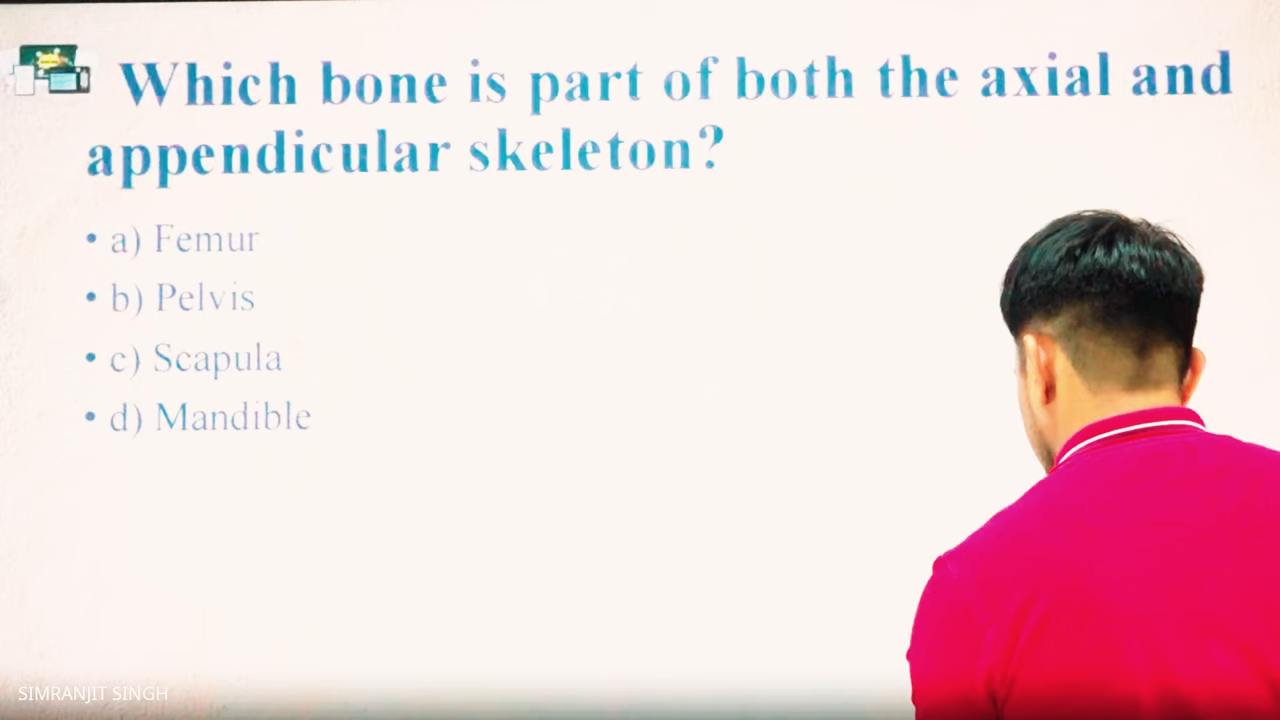 Which bone is part of both the axial and
appendicular skeleton?
• a) Femur
• b) Pelvis
• c) Scapula
• d) Mandible
SIMRANJIT SINGH